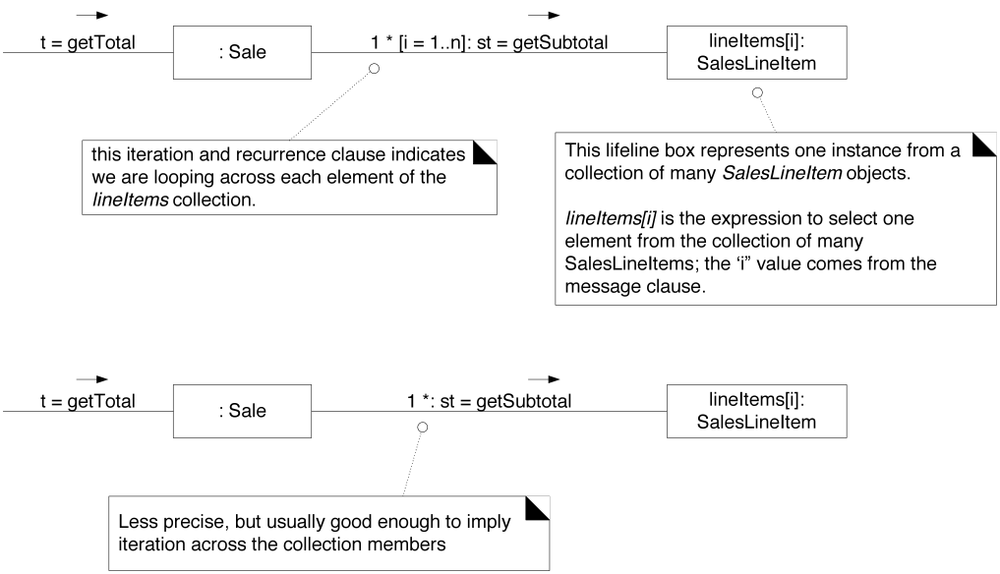 t = getTotal
: Sale
1 * [i = 1..n]: st = getSubtotal
lineItems[i]:
SalesLineItem
this iteration and recurrence clause indicates
we are looping across each element of the
lineItems collection.
This lifeline box represents one instance from a
collection of many SalesLineItem objects.
lineItems[i] is the expression to select one
element from the collection of many
SalesLineItems; the ‘i” value comes from the
message clause.
t = getTotal
: Sale
1 *: st = getSubtotal
lineItems[i]:
SalesLineItem
Less precise, but usually good enough to imply
iteration across the collection members